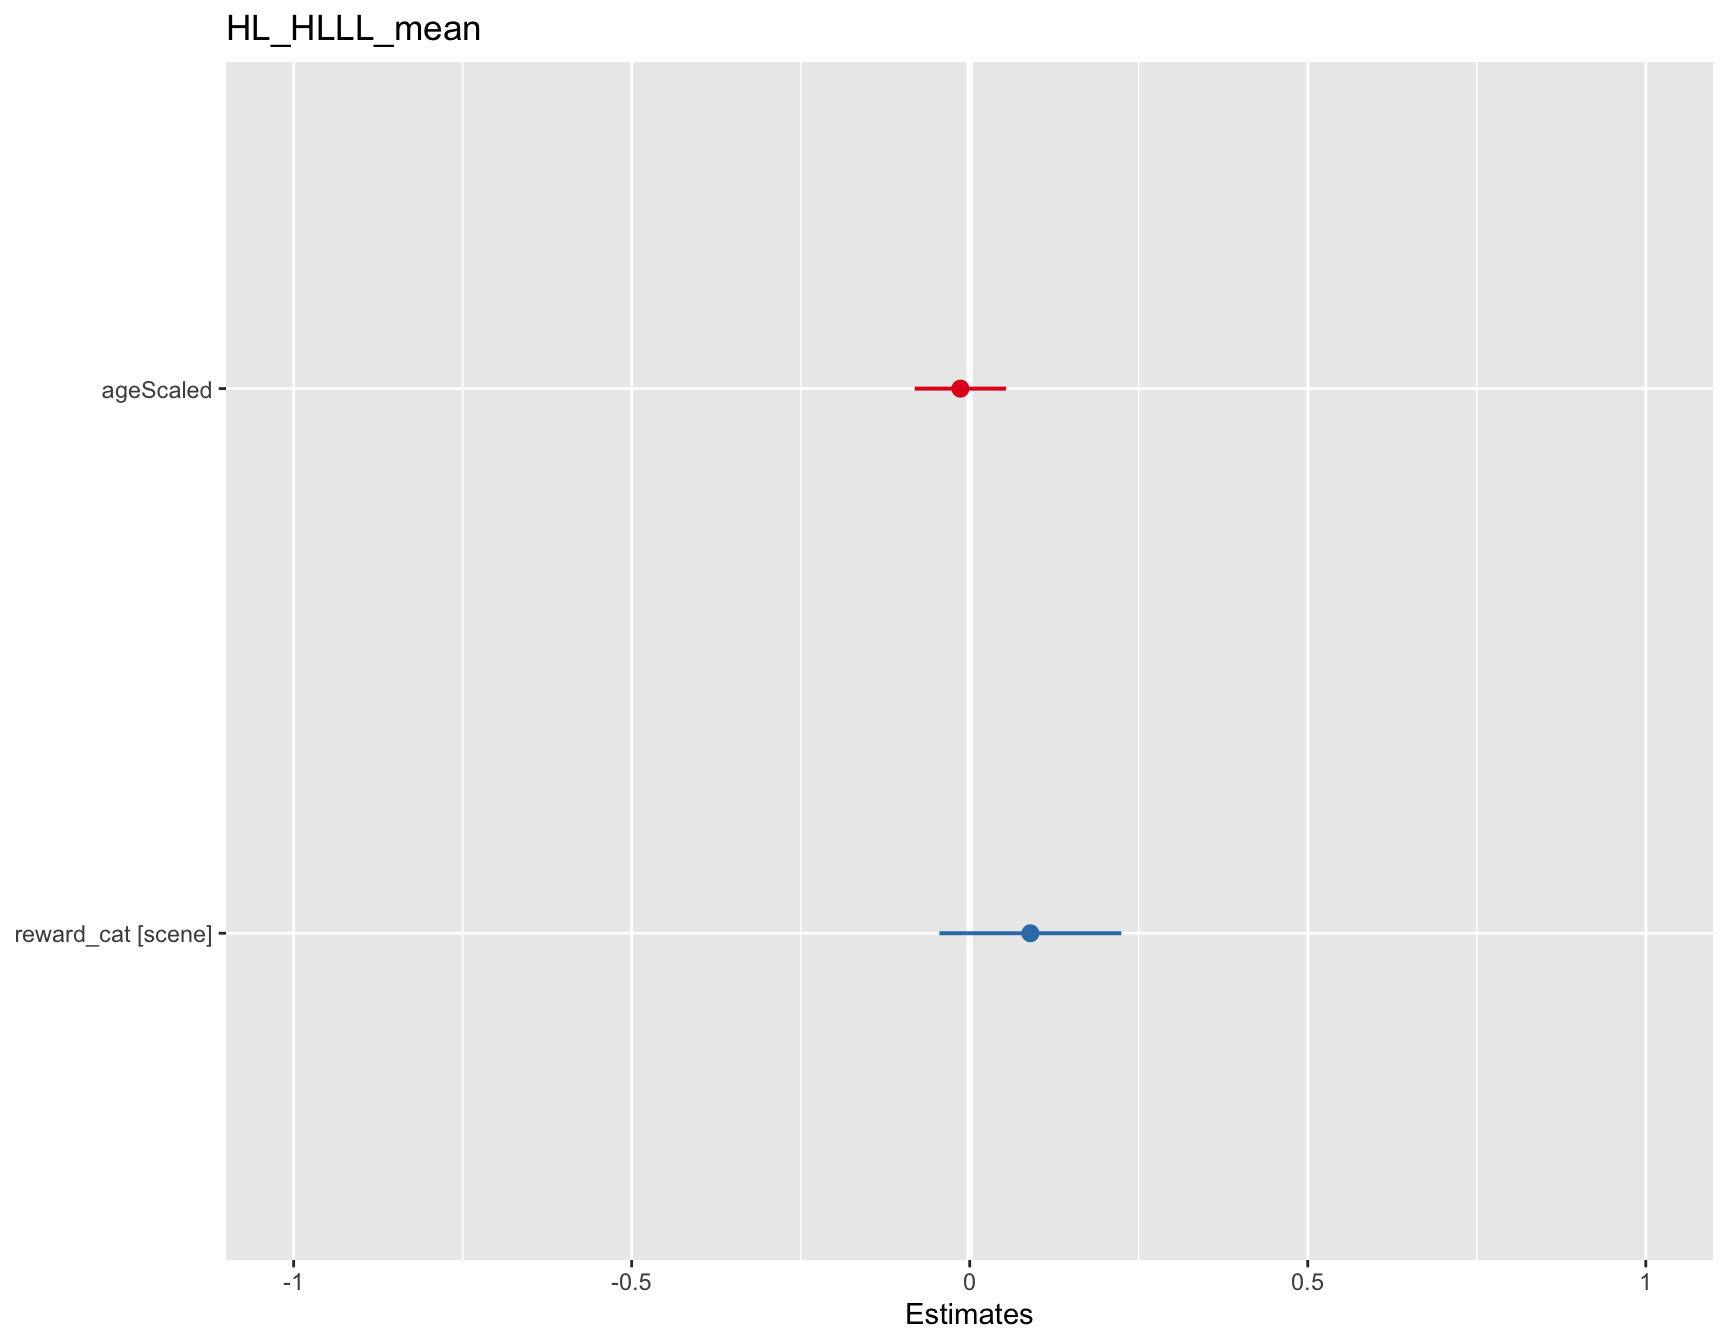 HL_HLLL_mean
ageScaled
reward_cat [scene]
-1 -0.5 0 0.5 1
Estimates